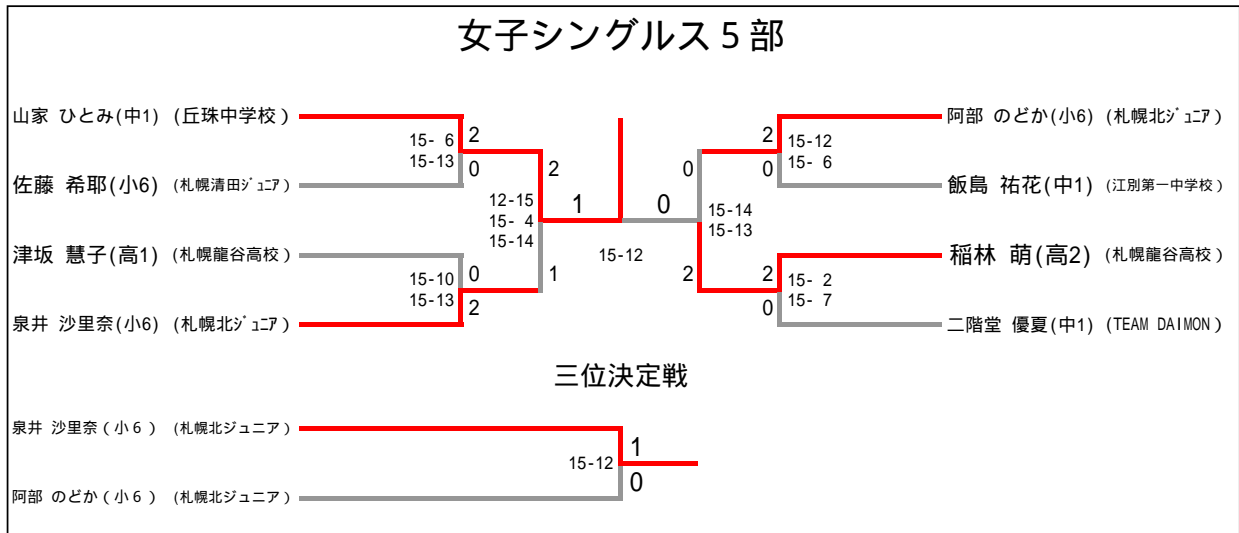 女子シングルス５部
山家 ひとみ(中1) (丘珠中学校)
佐藤 希耶(小6) (札幌清田ｼﾞｭﾆｱ)
津坂 慧子(高1) (札幌龍谷高校)
泉井 沙里奈(小6) (札幌北ｼﾞｭﾆｱ)
15- 6
15-13
2
0
15-10
15-13
0
2
12-15
15- 4
15-14
2
1
1
0
15-12
0
2
15-14
15-13
2
0
15-12
15- 6
2
0
15- 2
15- 7
阿部 のどか(小6) (札幌北ｼﾞｭﾆｱ)
飯島 祐花(中1) (江別第一中学校)
稲林 萌(高2) (札幌龍谷高校)
二階堂 優夏(中1) (TEAM DAIMON)
三位決定戦
泉井 沙里奈（小６） (札幌北ジュニア)
阿部 のどか（小６） (札幌北ジュニア)
15-12
1
0